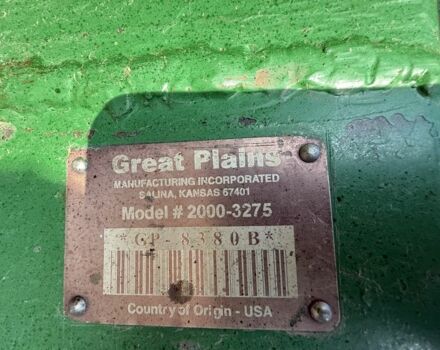 Great Plains
MANUFACTURING INCORPORATED
SALINA, KANSAS 67401
Model # 2000-3275
*GP-8380B*
Country of Origin - USA